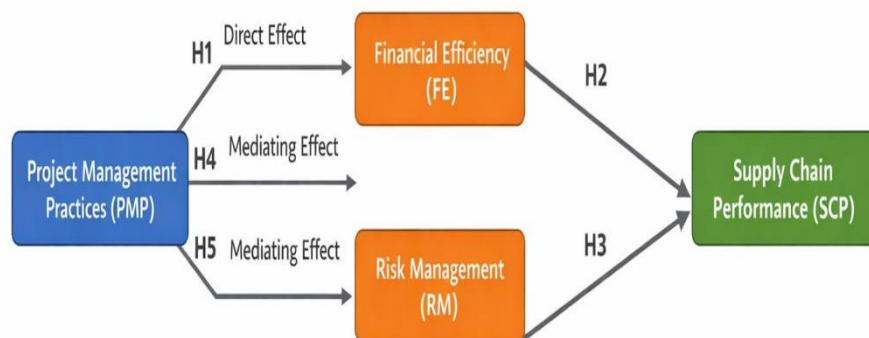 H1
Direct Effect
Financial Efficiency
(FE)
H2
H4
Mediating Effect
Project Management
Practices (PMP)
Supply Chain
Performance (SCP)
H5
Mediating Effect
Risk Management
(RM)
H3